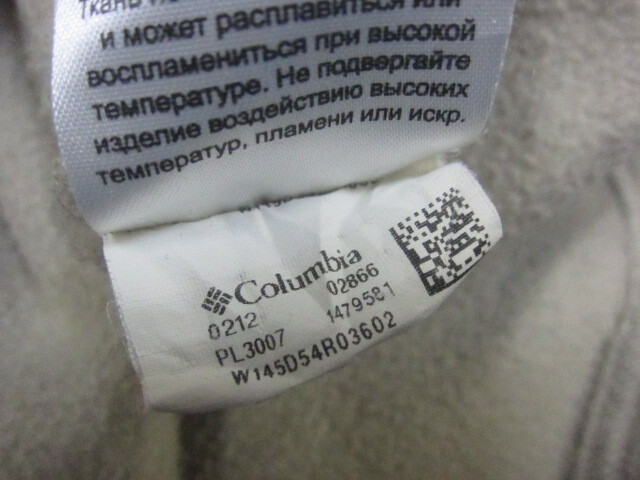 Ткань
и может расплавиться или
воспламениться при высокой
температуре. Не подвергайте
изделие воздействию высоких
температур, пламени или искр.
Columbia
0212 02866
PL3007 1479581
W145D54R03602